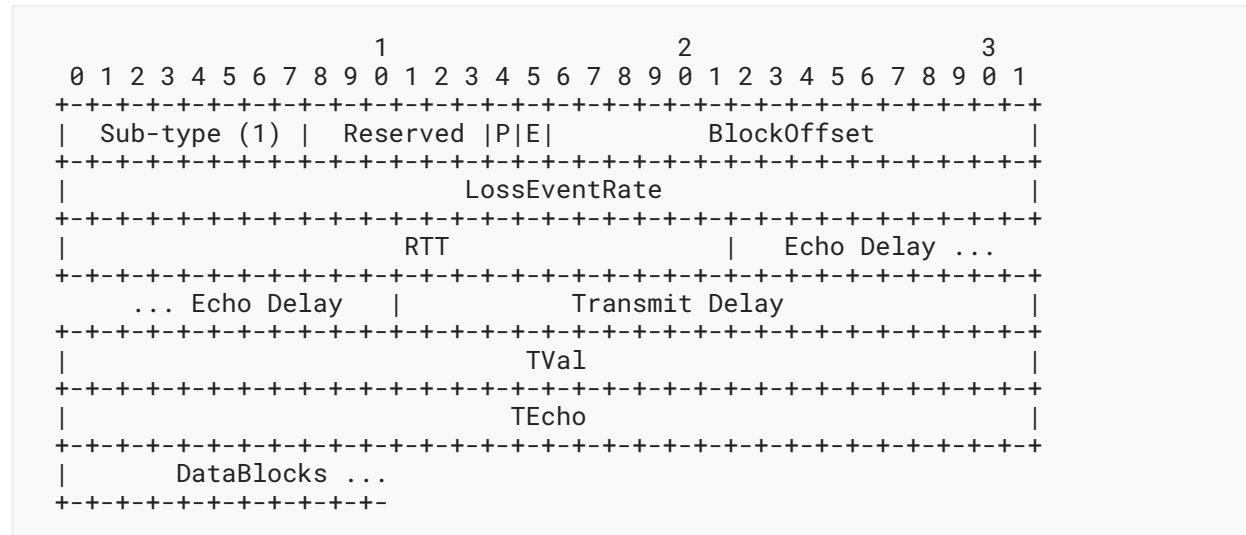 1                   2                   3
 0 1 2 3 4 5 6 7 8 9 0 1 2 3 4 5 6 7 8 9 0 1 2 3 4 5 6 7 8 9 0 1
+-+-+-+-+-+-+-+-+-+-+-+-+-+-+-+-+-+-+-+-+-+-+-+-+-+-+-+-+-+-+-+-+
|  Sub-type (1) |  Reserved |P|E|          BlockOffset          |
+-+-+-+-+-+-+-+-+-+-+-+-+-+-+-+-+-+-+-+-+-+-+-+-+-+-+-+-+-+-+-+-+
|                          LossEventRate                        |
+-+-+-+-+-+-+-+-+-+-+-+-+-+-+-+-+-+-+-+-+-+-+-+-+-+-+-+-+-+-+-+-+
|                      RTT                  |   Echo Delay ...
+-+-+-+-+-+-+-+-+-+-+-+-+-+-+-+-+-+-+-+-+-+-+-+-+-+-+-+-+-+-+-+-+
     ... Echo Delay   |           Transmit Delay                |
+-+-+-+-+-+-+-+-+-+-+-+-+-+-+-+-+-+-+-+-+-+-+-+-+-+-+-+-+-+-+-+-+
|                              TVal                             |
+-+-+-+-+-+-+-+-+-+-+-+-+-+-+-+-+-+-+-+-+-+-+-+-+-+-+-+-+-+-+-+-+
|                             TEcho                             |
+-+-+-+-+-+-+-+-+-+-+-+-+-+-+-+-+-+-+-+-+-+-+-+-+-+-+-+-+-+-+-+-+
|       DataBlocks ...
+-+-+-+-+-+-+-+-+-+-+-